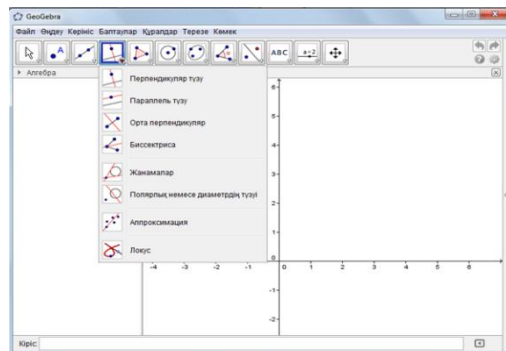 GeoGebra
Файл Өңдеу Көрініс Баптаулар Құралдар Терезе Көмек
A ABC a=2
Алгебра
Перпендикуляр түзу
Параллель түзу
Орта перпендикуляр
Биссектриса
Жанамалар
Полярлық немесе диаметрдің түзуі
Аппроксимация
Локус
6
5
4
3
2
1
0
-4 -3 -2 -1 0 1 2 3 4 5 6
-1
-2
Кіріс: